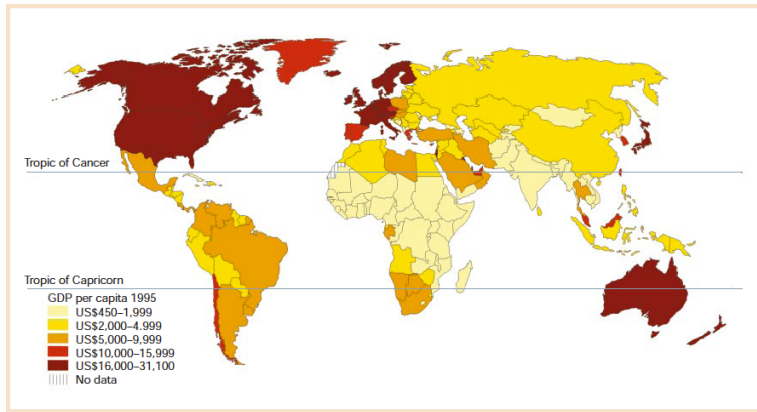 Tropic of Cancer
Tropic of Capricorn
GDP per capita 1995
US$450–1,999
US$2,000–4.999
US$5,000–9,999
US$10,000–15,999
US$16,000–31,100
No data